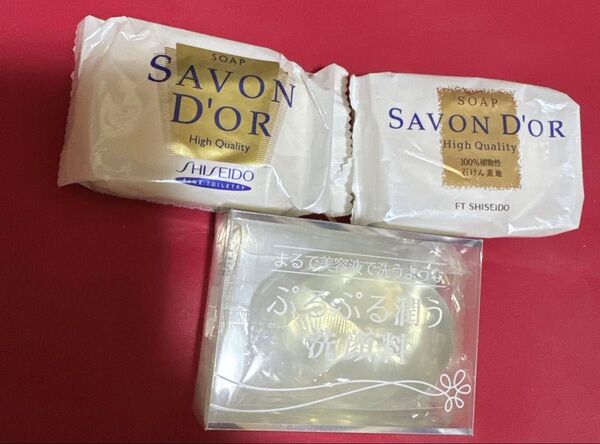 SOAP
SAVON
D'OR
High Quality
SHISEIDO
FINE TOILETRY
SOAP
SAVON D'OR
High Quality
100%植物性
石けん素地
FT SHISEIDO
まるで美容液で洗うような
ぷるぷる潤う
洗顔料